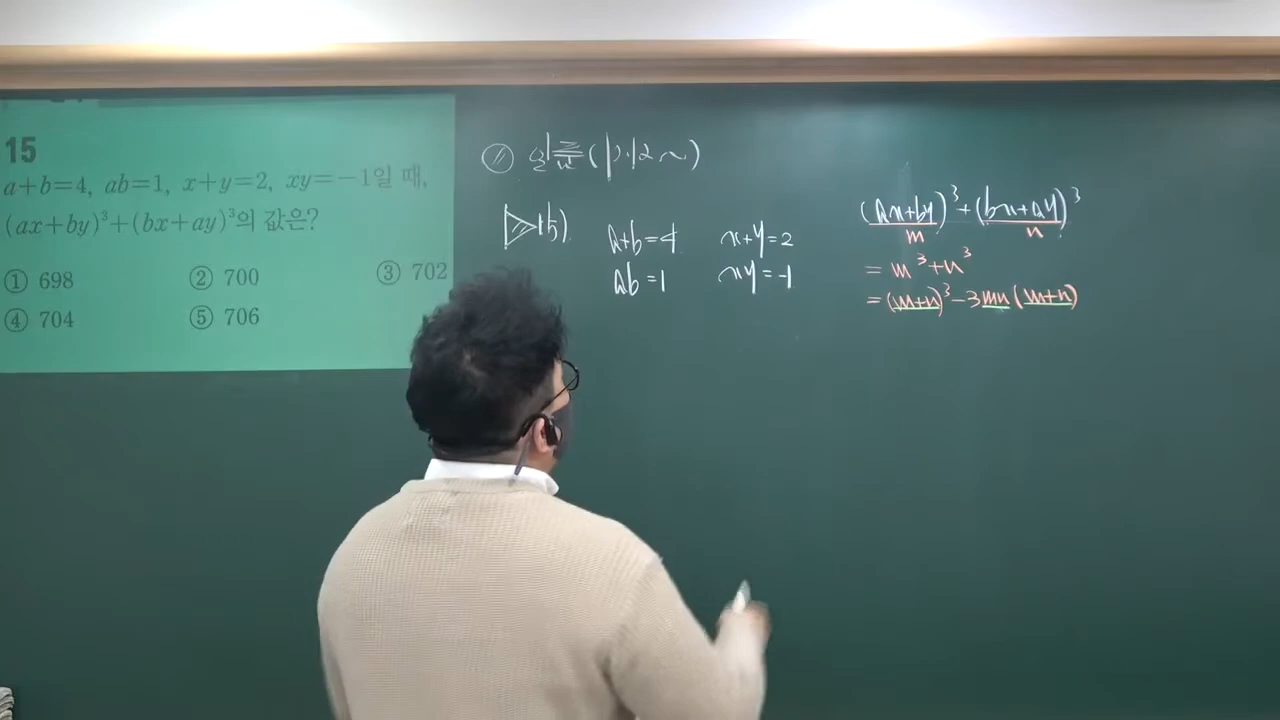 15
a+b=4, ab=1, x+y=2, xy=-1일 때,
(ax+by)³+(bx+ay)³의 값은?
① 698 ② 700 ③ 702
④ 704 ⑤ 706
15)
a+b=4 x+y=2
ab=1 xy=-1
(ax+by)³+(bx+ay)³
m n
= m³+n³
=(m+n)³-3mn(m+n)